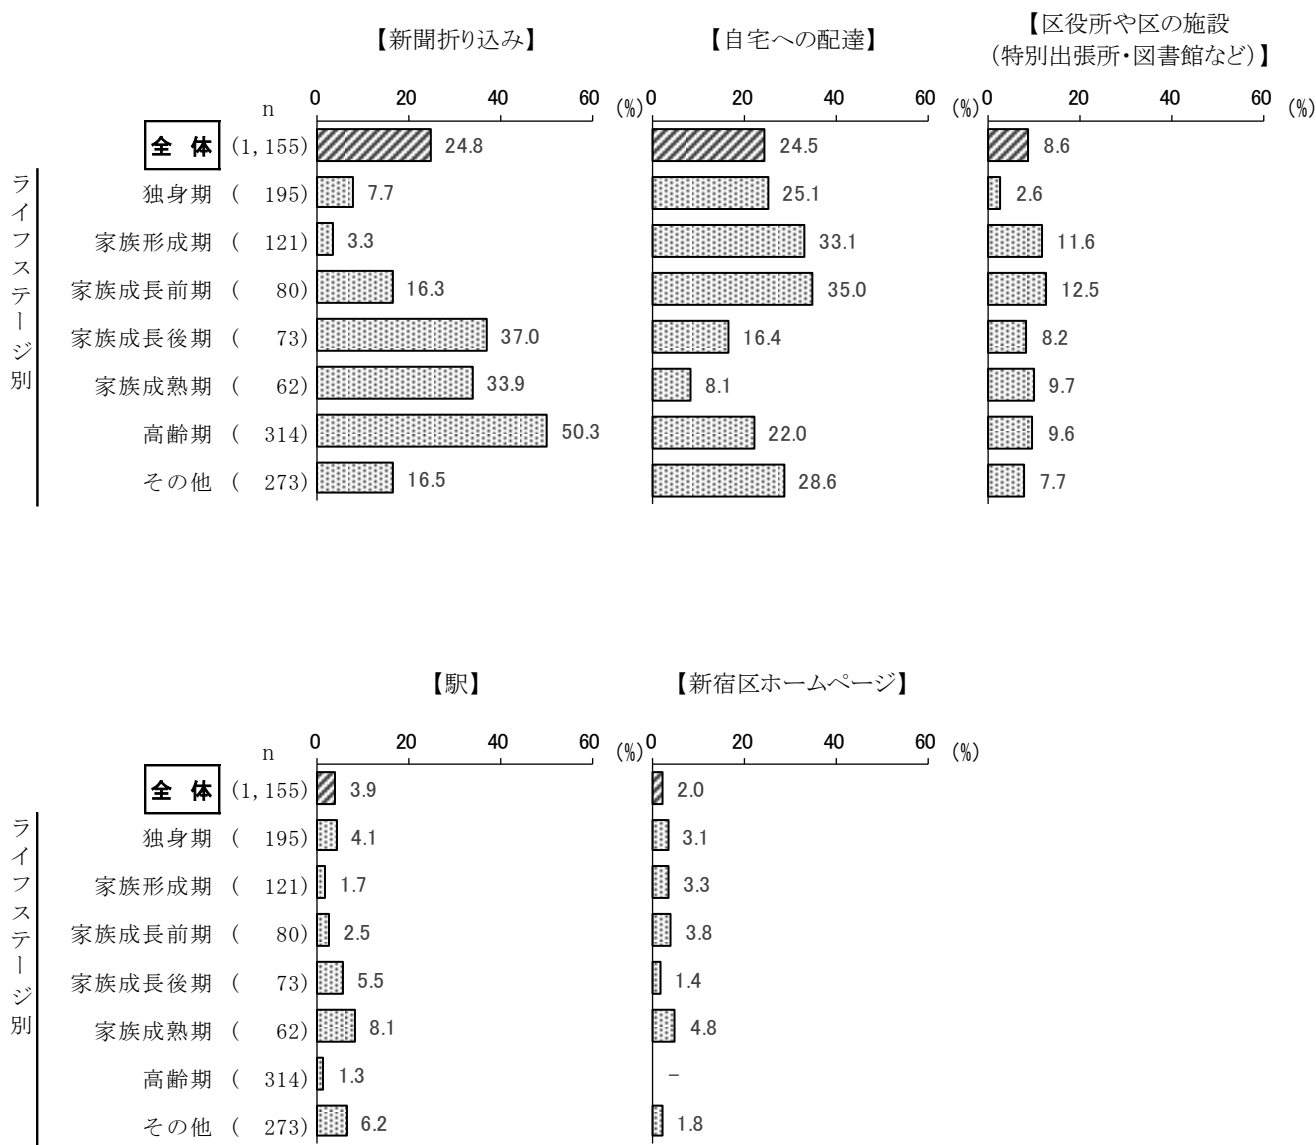 【新聞折り込み】 【自宅への配達】 【区役所や区の施設
(特別出張所・図書館など)】
n 0 20 40 60 (%) 0 20 40 60 (%) 0 20 40 60 (%)
全 体 (1,155) 24.8 24.5 8.6
ライフステージ別
独身期 ( 195) 7.7 25.1 2.6
家族形成期 ( 121) 3.3 33.1 11.6
家族成長前期 ( 80) 16.3 35.0 12.5
家族成長後期 ( 73) 37.0 16.4 8.2
家族成熟期 ( 62) 33.9 8.1 9.7
高齢期 ( 314) 50.3 22.0 9.6
その他 ( 273) 16.5 28.6 7.7
【駅】 【新宿区ホームページ】
n 0 20 40 60 (%) 0 20 40 60 (%)
全 体 (1,155) 3.9 2.0
ライフステージ別
独身期 ( 195) 4.1 3.1
家族形成期 ( 121) 1.7 3.3
家族成長前期 ( 80) 2.5 3.8
家族成長後期 ( 73) 5.5 1.4
家族成熟期 ( 62) 8.1 4.8
高齢期 ( 314) 1.3 -
その他 ( 273) 6.2 1.8